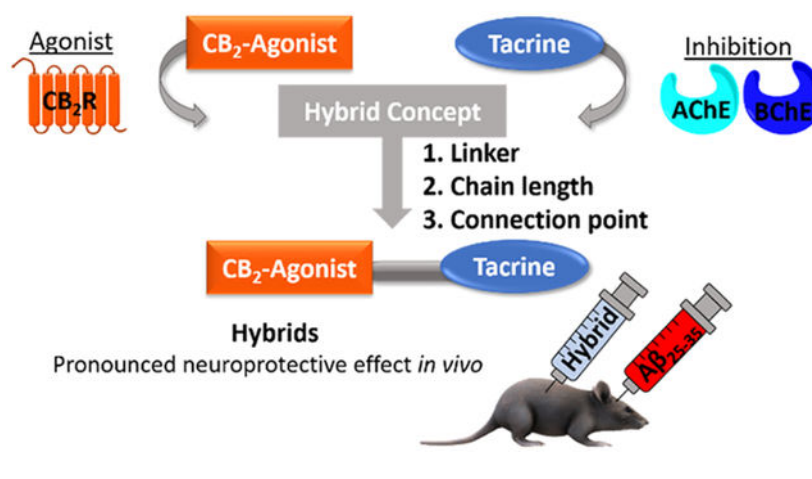 Agonist
CB₂R
CB₂-Agonist
Tacrine
Inhibition
AChE
BChE
Hybrid Concept
1. Linker
2. Chain length
3. Connection point
CB₂-Agonist
Tacrine
Hybrids
Pronounced neuroprotective effect in vivo
Hybrid
Aβ₂₅₋₃₅